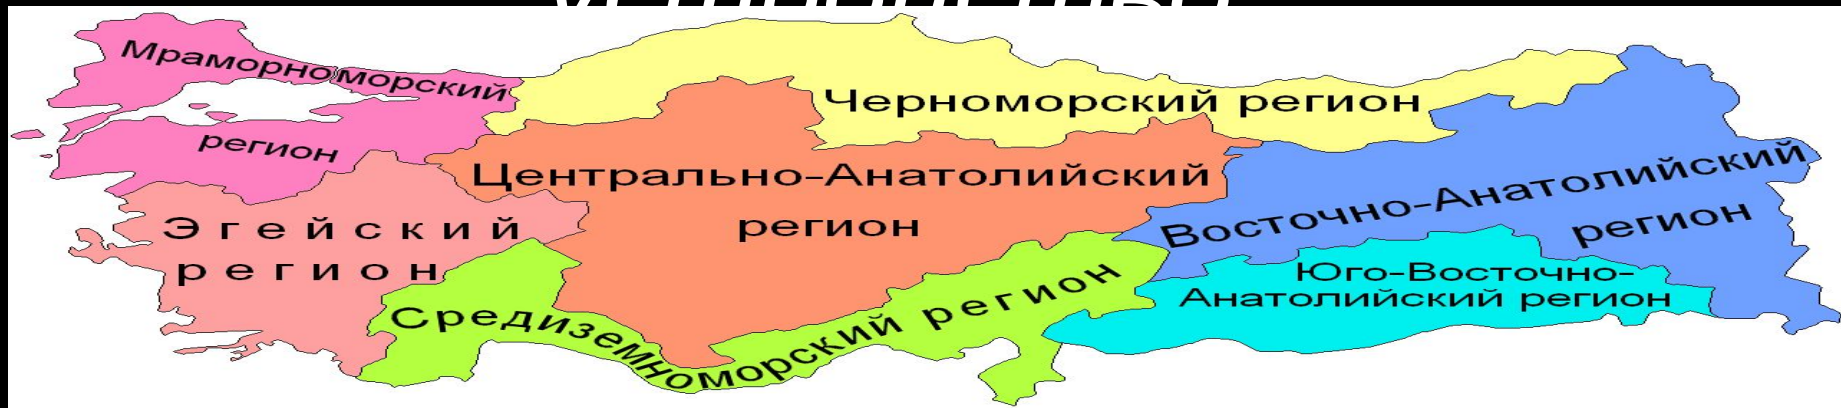 Мраморноморский
регион
Черноморский регион
Центрально-Анатолийский
регион
Эгейский
регион
Восточно-Анатолийский
регион
Средиземноморский регион
Юго-Восточно-
Анатолийский регион